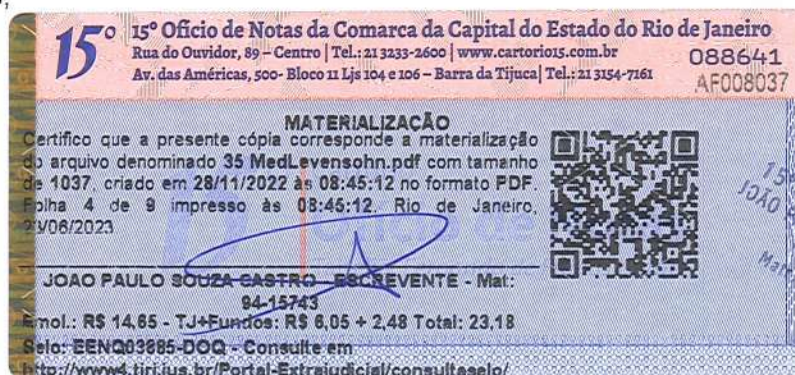 15º 15º Ofício de Notas da Comarca da Capital do Estado do Rio de Janeiro
Rua do Ouvidor, 89 – Centro | Tel.: 21 3233-2600 | www.cartorio15.com.br
Av. das Américas, 500- Bloco 11 Ljs 104 e 106 – Barra da Tijuca| Tel.: 21 3154-7161
088641
AF008037
MATERIALIZAÇÃO
Certifico que a presente cópia corresponde a materialização
do arquivo denominado 35 MedLevensohn.pdf com tamanho
de 1037, criado em 28/11/2022 às 08:45:12 no formato PDF.
Folha 4 de 9 impresso às 08:45:12. Rio de Janeiro,
23/06/2023
JOAO PAULO SOUZA CASTRO - ESCREVENTE - Mat:
94-15743
Emol.: R$ 14,65 - TJ+Fundos: R$ 6,05 + 2,48 Total: 23,18
Selo: EENQ03885-DOQ - Consulte em
http://www4.tjrj.jus.br/Portal-Extrajudicial/consultaselo/
15
JOÃO
Mat